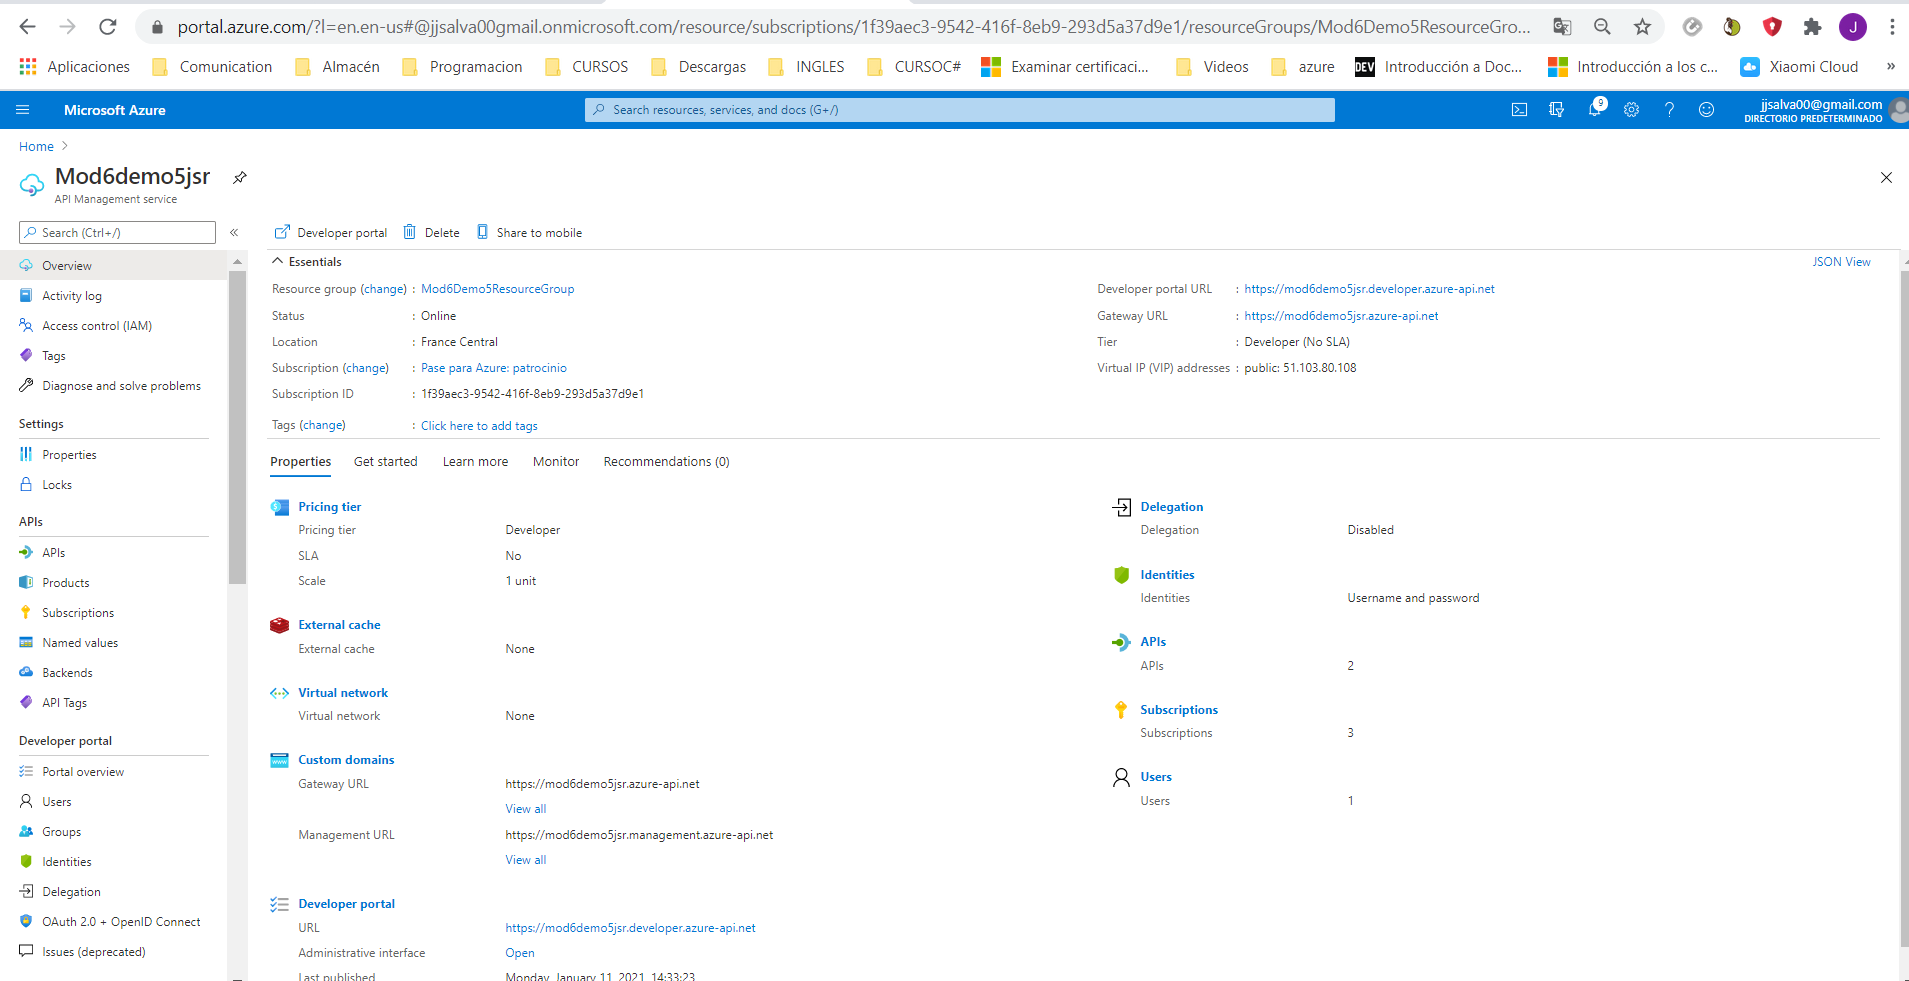 portal.azure.com/?l=en.en-us#@jjsalva00gmail.onmicrosoft.com/resource/subscriptions/1f39aec3-9542-416f-8eb9-293d5a37d9e1/resourceGroups/Mod6Demo5ResourceGro...
J
Aplicaciones Comunication Almacén Programacion CURSOS Descargas INGLES CURSOC# Examinar certificaci... Videos azure DEV Introducción a Doc... Introducción a los c... Xiaomi Cloud »
Microsoft Azure
Search resources, services, and docs (G+/)
9
jjsalva00@gmail.com
DIRECTORIO PREDETERMINADO
Home
Mod6demo5jsr
API Management service
Search (Ctrl+/)
«
Overview
Activity log
Access control (IAM)
Tags
Diagnose and solve problems
Settings
Properties
Locks
APIs
APIs
Products
Subscriptions
Named values
Backends
API Tags
Developer portal
Portal overview
Users
Groups
Identities
Delegation
OAuth 2.0 + OpenID Connect
Issues (deprecated)
Developer portal Delete Share to mobile
Essentials
JSON View
Resource group (change) : Mod6Demo5ResourceGroup
Status : Online
Location : France Central
Subscription (change) : Pase para Azure: patrocinio
Subscription ID : 1f39aec3-9542-416f-8eb9-293d5a37d9e1
Tags (change) : Click here to add tags
Developer portal URL : https://mod6demo5jsr.developer.azure-api.net
Gateway URL : https://mod6demo5jsr.azure-api.net
Tier : Developer (No SLA)
Virtual IP (VIP) addresses : public: 51.103.80.108
Properties Get started Learn more Monitor Recommendations (0)
Pricing tier
Pricing tier Developer
SLA No
Scale 1 unit
External cache
External cache None
Virtual network
Virtual network None
Custom domains
Gateway URL https://mod6demo5jsr.azure-api.net
View all
Management URL https://mod6demo5jsr.management.azure-api.net
View all
Developer portal
URL https://mod6demo5jsr.developer.azure-api.net
Administrative interface Open
Last published Monday, January 11, 2021, 14:33:23
Delegation
Delegation Disabled
Identities
Identities Username and password
APIs
APIs 2
Subscriptions
Subscriptions 3
Users
Users 1